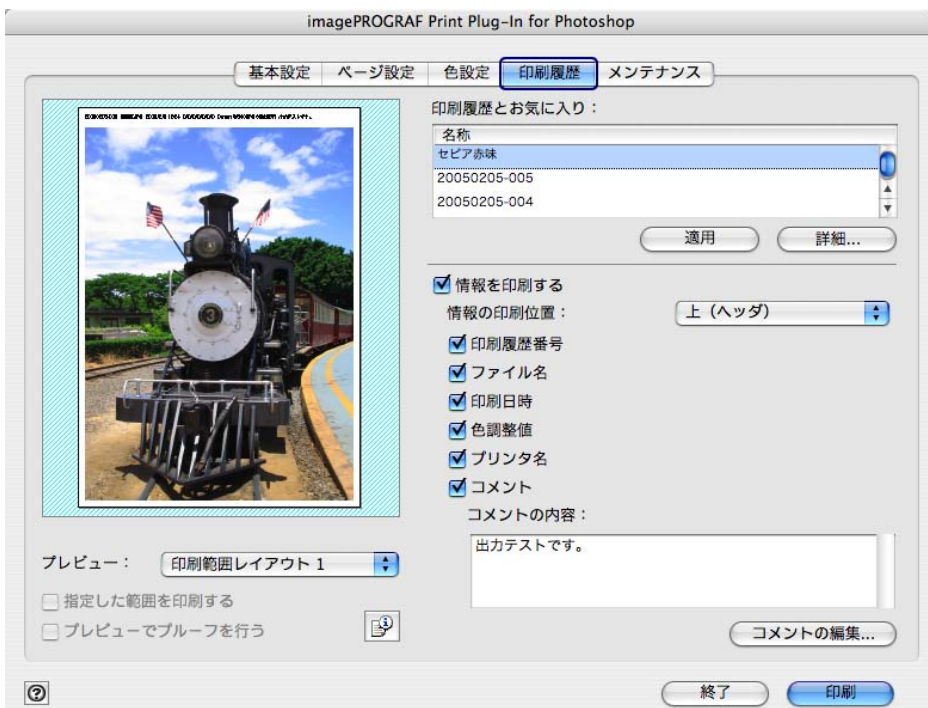 imagePROGRAF Print Plug-In for Photoshop
基本設定 ページ設定 色設定 印刷履歴 メンテナンス
印刷履歴とお気に入り：
名称
セピア赤味
20050205-005
20050205-004
適用 詳細...
情報を印刷する
情報の印刷位置： 上（ヘッダ）
印刷履歴番号
ファイル名
印刷日時
色調整値
プリンタ名
コメント
コメントの内容：
出力テストです。
コメントの編集...
3
プレビュー： 印刷範囲レイアウト 1
指定した範囲を印刷する
プレビューでプルーフを行う
?
終了 印刷